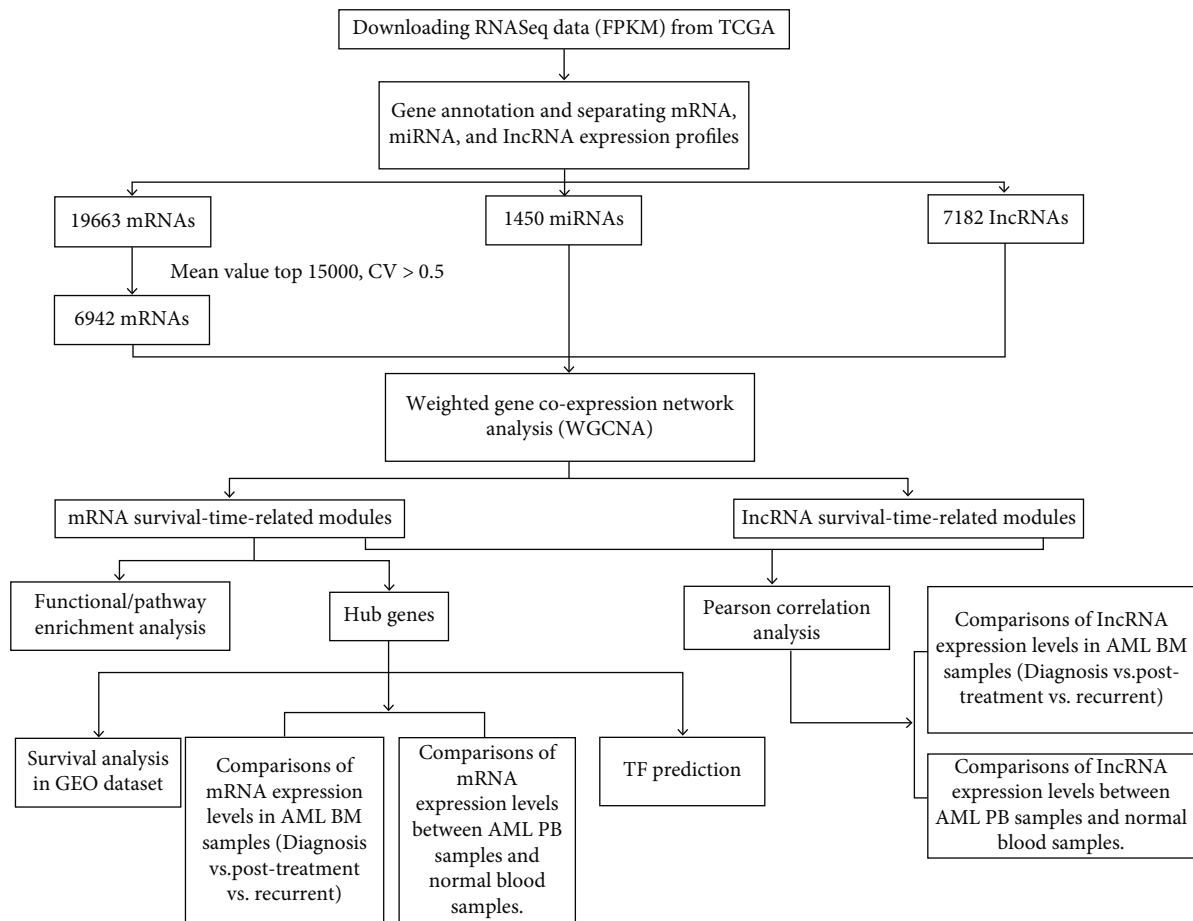 Downloading RNASeq data (FPKM) from TCGA
Gene annotation and separating mRNA,
miRNA, and lncRNA expression profiles
19663 mRNAs
1450 miRNAs
7182 lncRNAs
Mean value top 15000, CV > 0.5
6942 mRNAs
Weighted gene co-expression network
analysis (WGCNA)
mRNA survival-time-related modules
lncRNA survival-time-related modules
Functional/pathway
enrichment analysis
Hub genes
Pearson correlation
analysis
Comparisons of lncRNA
expression levels in AML BM
samples (Diagnosis vs.post-
treatment vs. recurrent)
Survival analysis
in GEO dataset
Comparisons of
mRNA expression
levels in AML BM
samples (Diagnosis
vs.post-treatment
vs. recurrent)
Comparisons of
mRNA
expression levels
between AML PB
samples and
normal blood
samples.
TF prediction
Comparisons of lncRNA
expression levels between
AML PB samples and normal
blood samples.